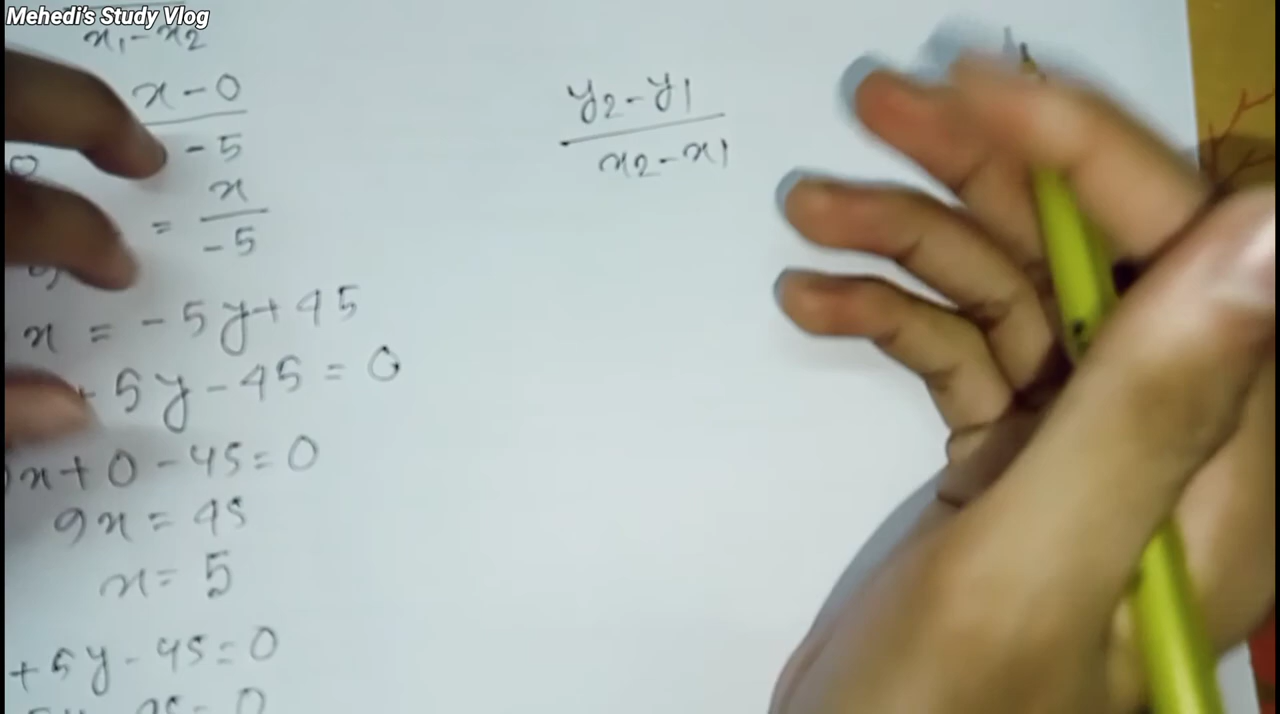 Mehedi's Study Vlog
x₁-x₂
x-0
-5
= x/-5
x = -5y+45
5y-45=0
x+0-45=0
9x=45
x=5
+5y-45=0
y₂-y₁
x₂-x₁